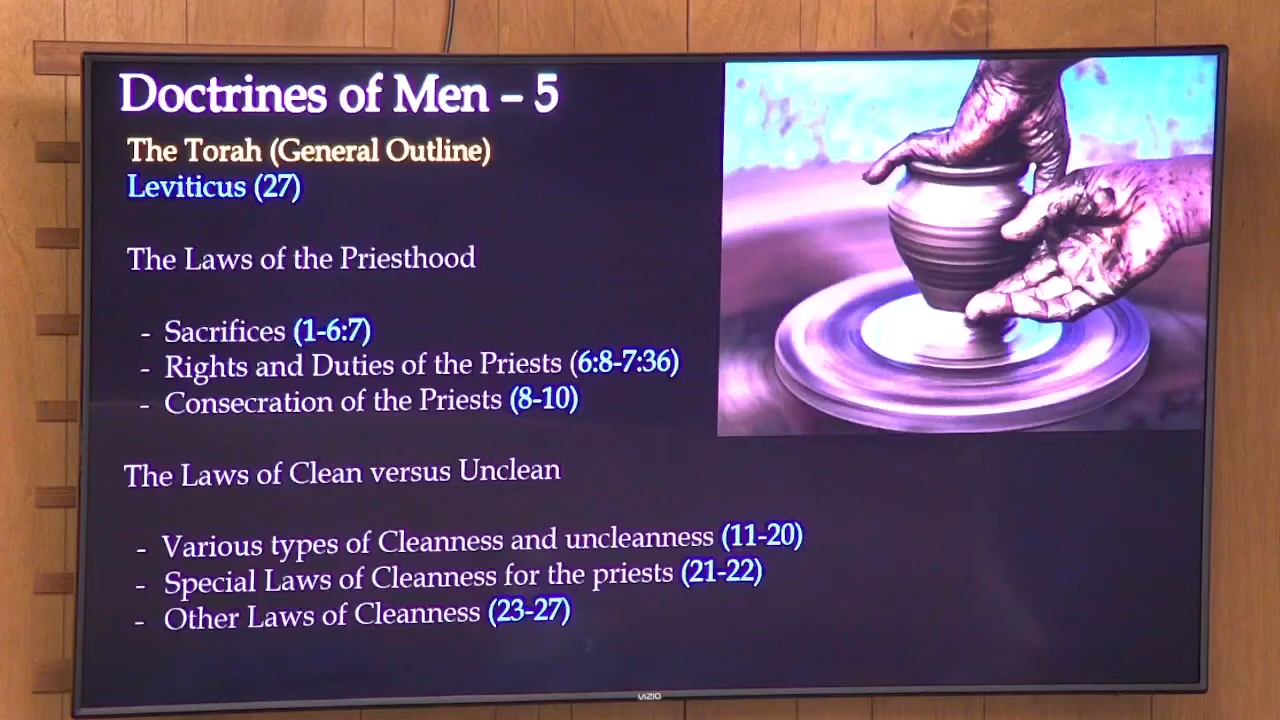 Doctrines of Men – 5
The Torah (General Outline)
Leviticus (27)
The Laws of the Priesthood
- Sacrifices (1-6:7)
- Rights and Duties of the Priests (6:8-7:36)
- Consecration of the Priests (8-10)
The Laws of Clean versus Unclean
- Various types of Cleanness and uncleanness (11-20)
- Special Laws of Cleanness for the priests (21-22)
- Other Laws of Cleanness (23-27)
VIZIO